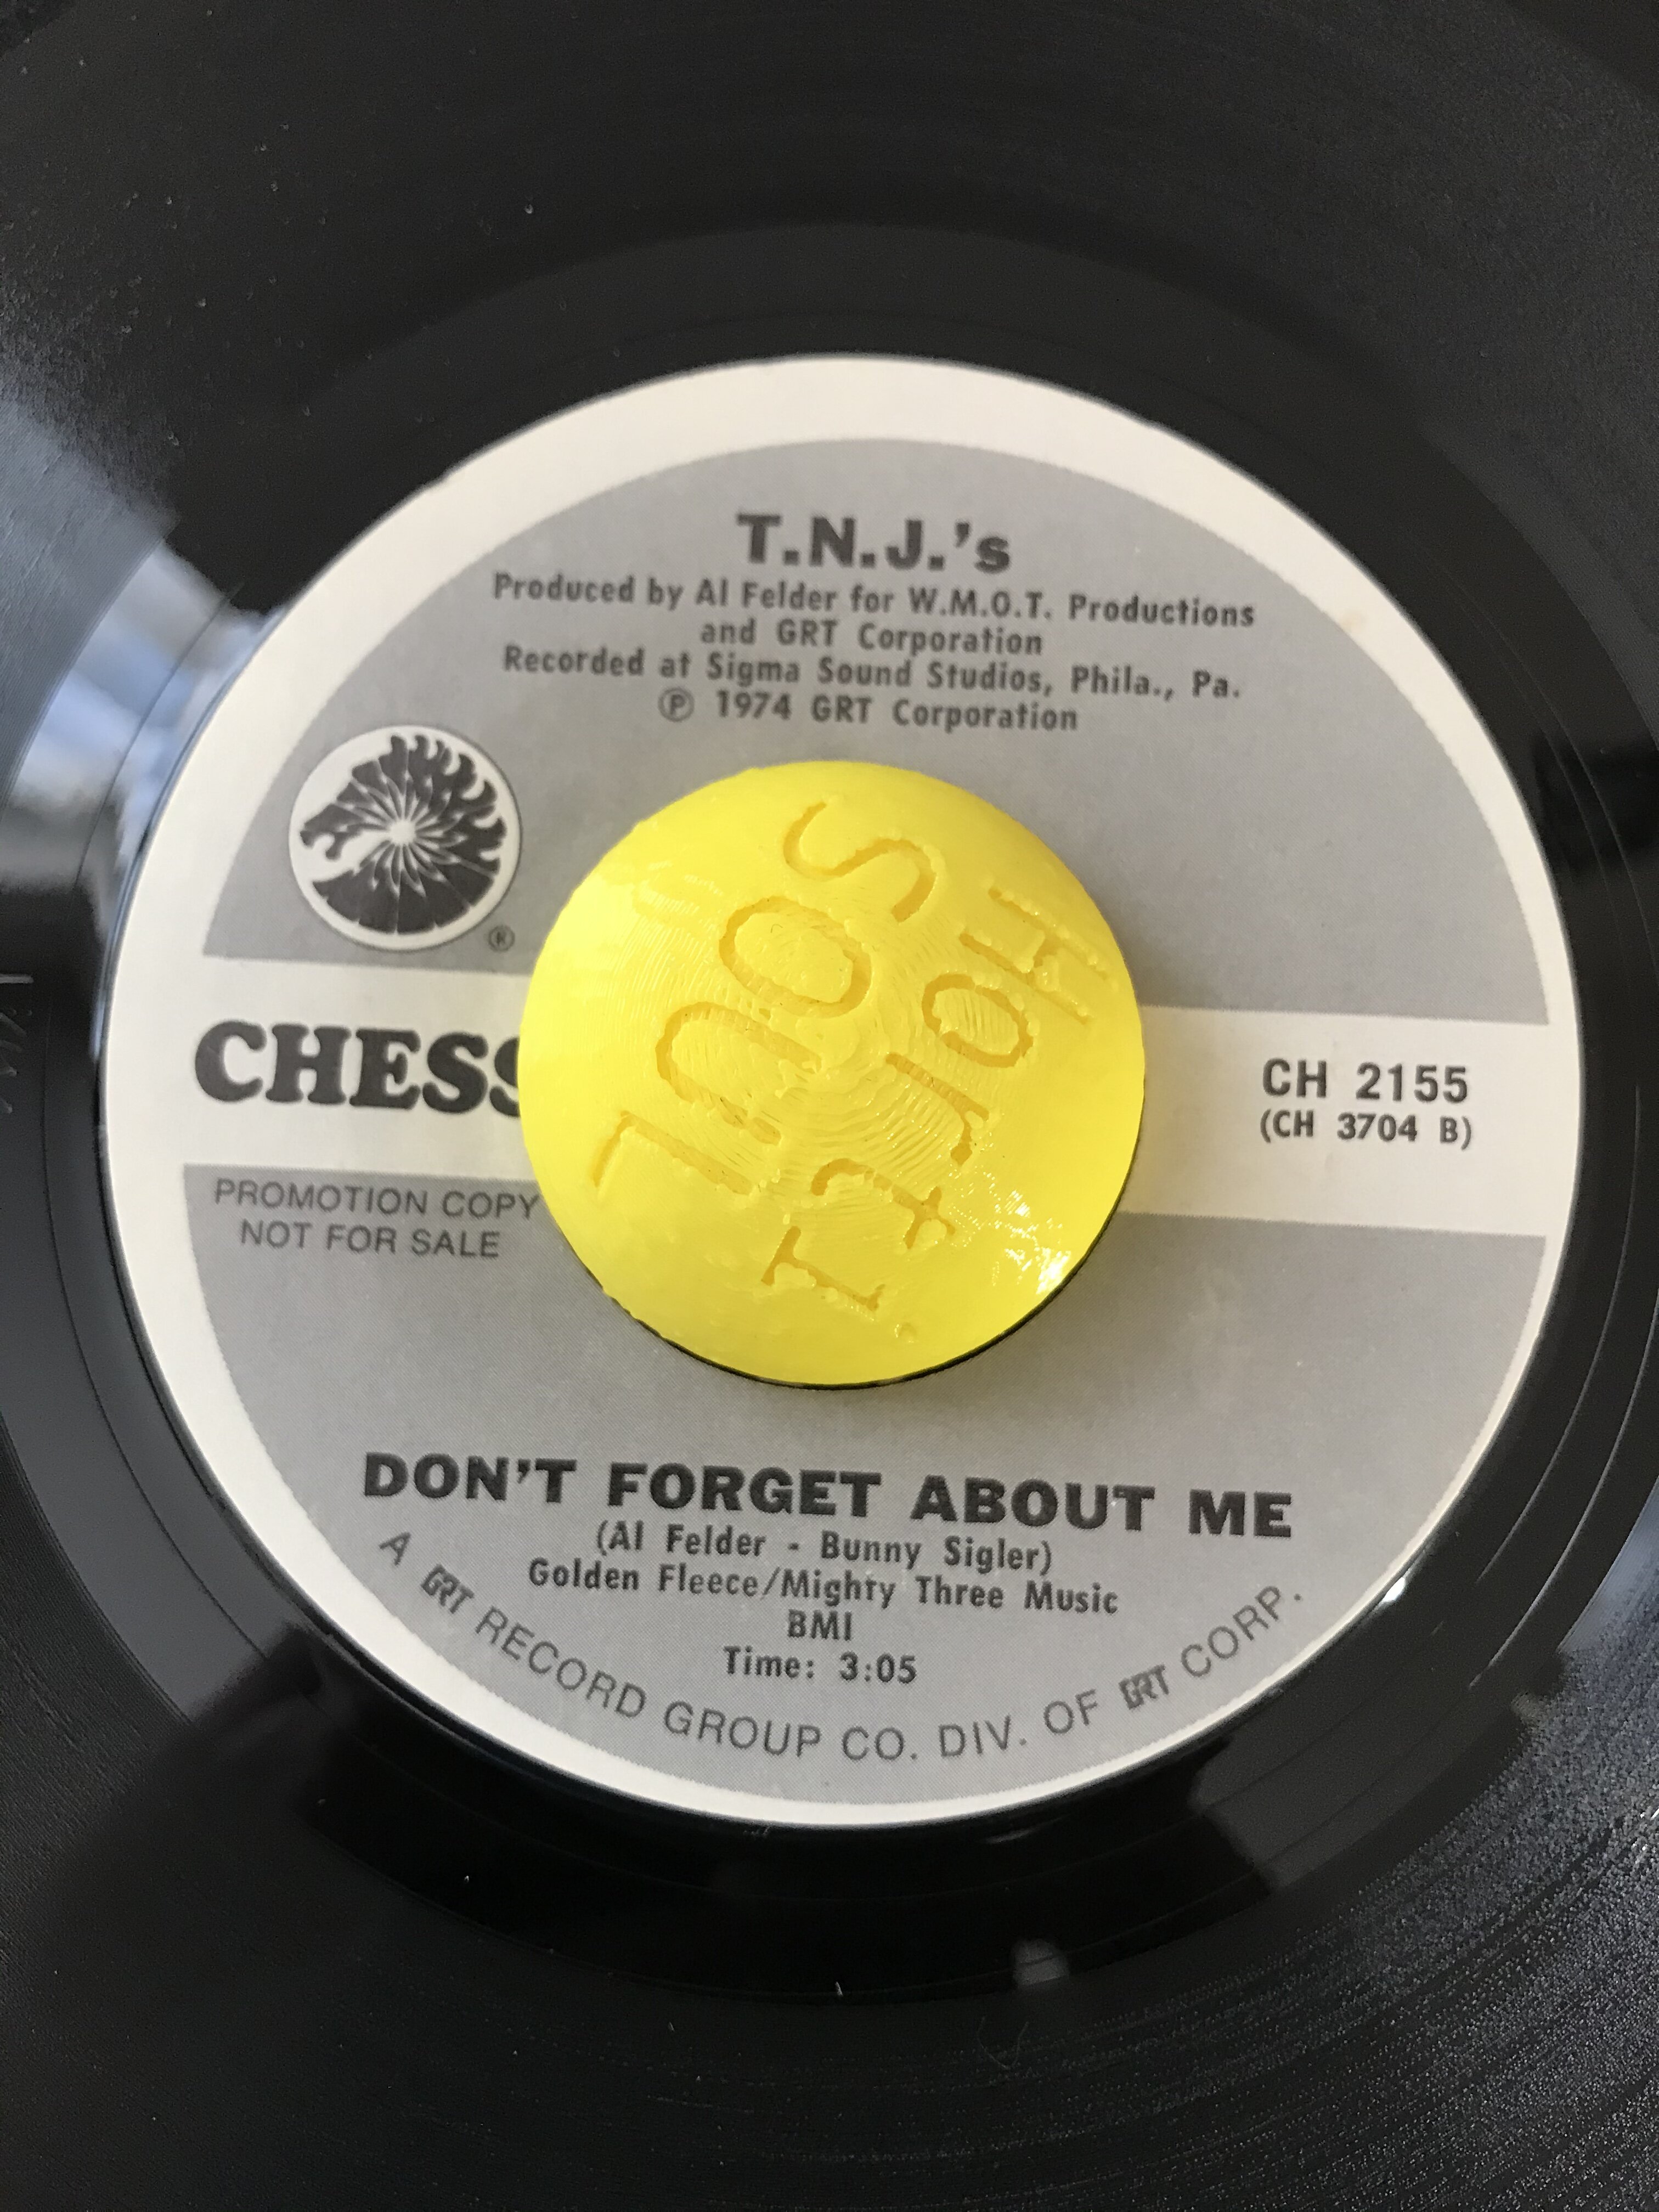 T.N.J.'s
Produced by Al Felder for W.M.O.T. Productions
and GRT Corporation
Recorded at Sigma Sound Studios, Phila., Pa.
℗ 1974 GRT Corporation
®
CHESS
CH 2155
(CH 3704 B)
PROMOTION COPY
NOT FOR SALE
SOUL
DON'T FORGET ABOUT ME
(Al Felder - Bunny Sigler)
Golden Fleece/Mighty Three Music
BMI
Time: 3:05
A GRT RECORD GROUP CO. DIV. OF GRT CORP.